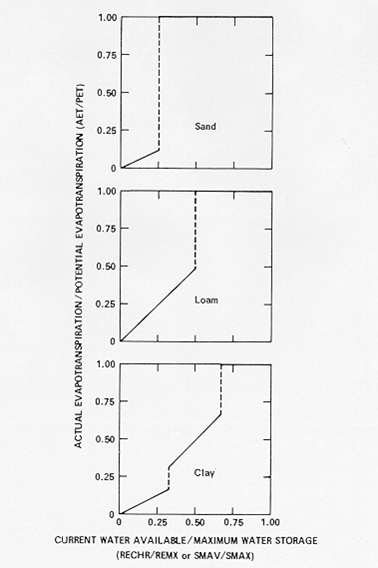 ACTUAL EVAPOTRANSPIRATION/POTENTIAL EVAPOTRANSPIRATION (AET/PET)
1.00
0.75
0.50
0.25
0
Sand
1.00
0.75
0.50
0.25
0
Loam
1.00
0.75
0.50
0.25
0
Clay
0 0.25 0.50 0.75 1.00
CURRENT WATER AVAILABLE/MAXIMUM WATER STORAGE
(RECHR/REMX or SMAV/SMAX)